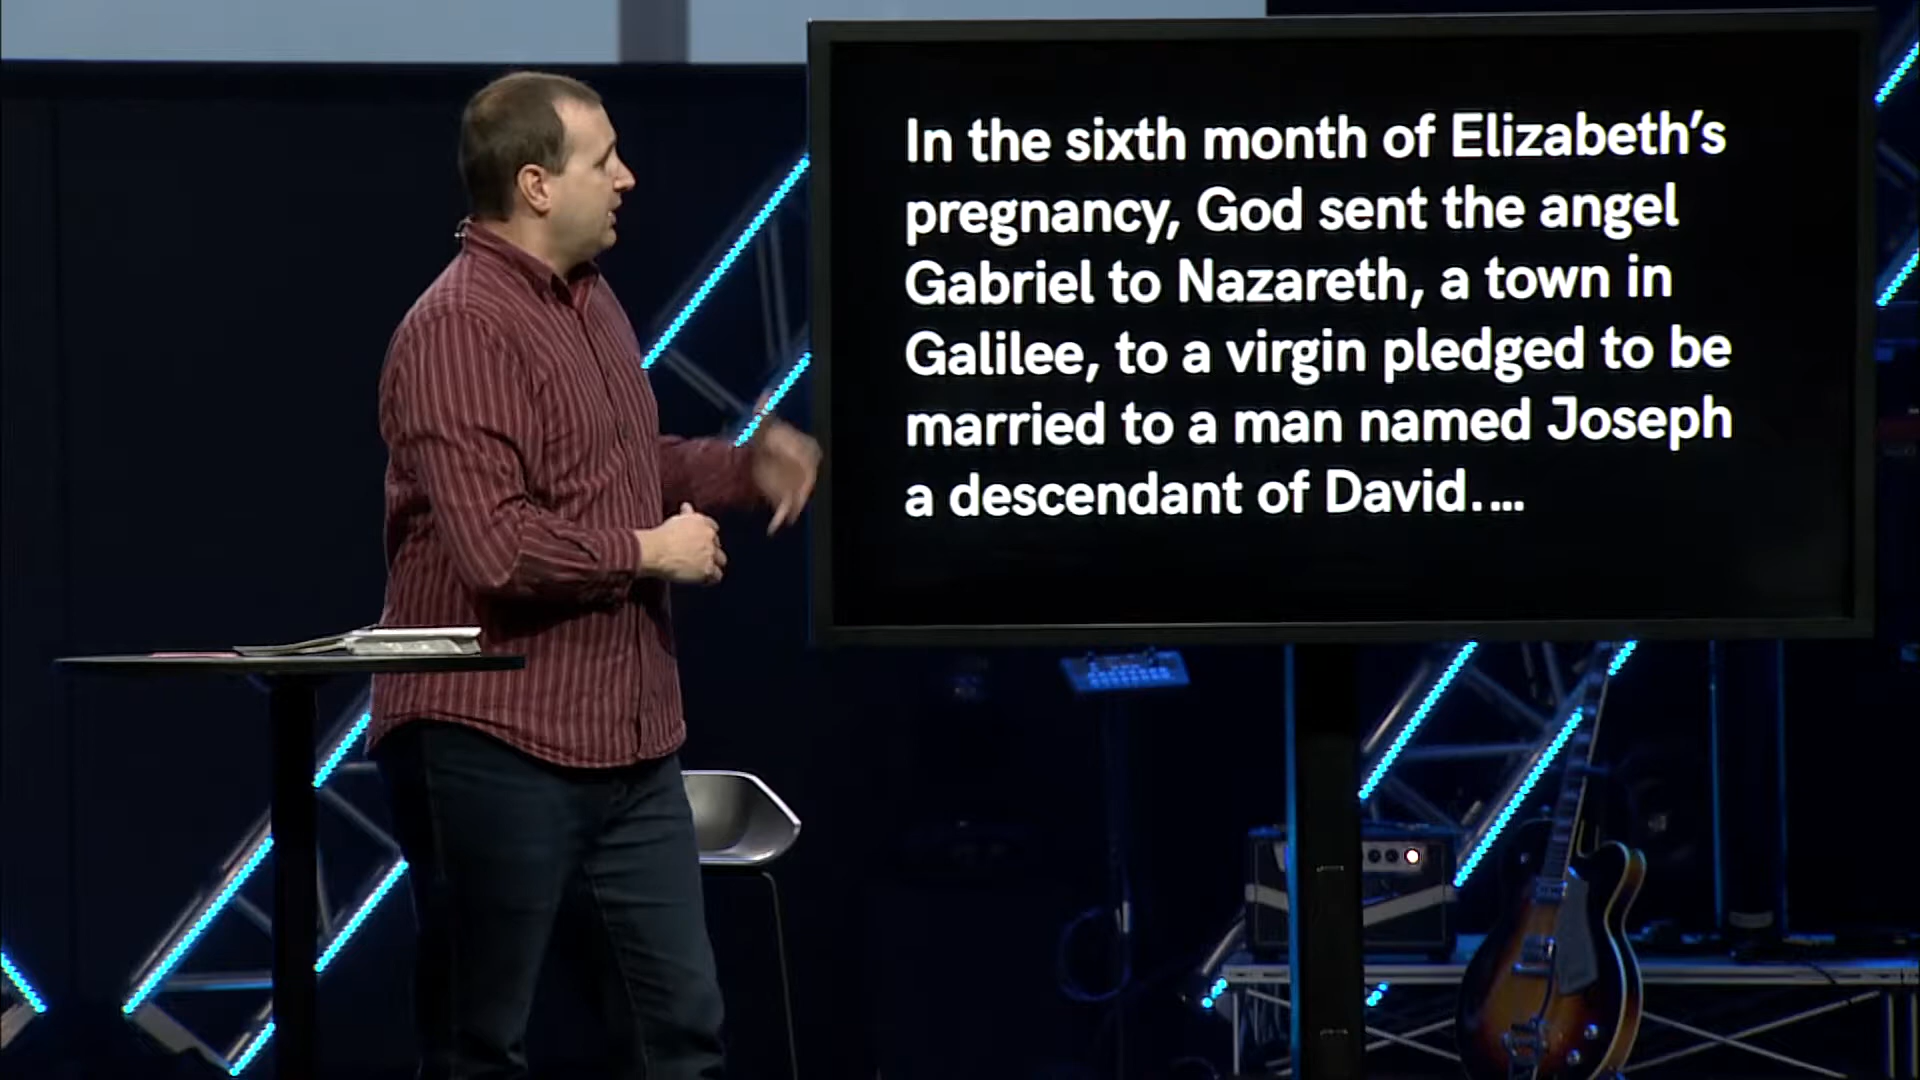 In the sixth month of Elizabeth’s
pregnancy, God sent the angel
Gabriel to Nazareth, a town in
Galilee, to a virgin pledged to be
married to a man named Joseph
a descendant of David.…